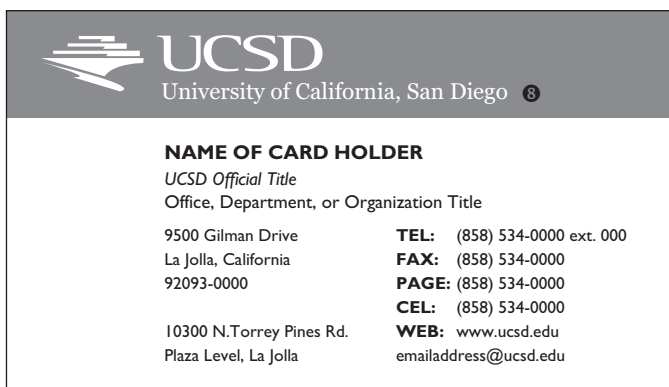 UCSD
University of California, San Diego 8
NAME OF CARD HOLDER
UCSD Official Title
Office, Department, or Organization Title
9500 Gilman Drive
La Jolla, California
92093-0000
10300 N.Torrey Pines Rd.
Plaza Level, La Jolla
TEL: (858) 534-0000 ext. 000
FAX: (858) 534-0000
PAGE: (858) 534-0000
CEL: (858) 534-0000
WEB: www.ucsd.edu
emailaddress@ucsd.edu